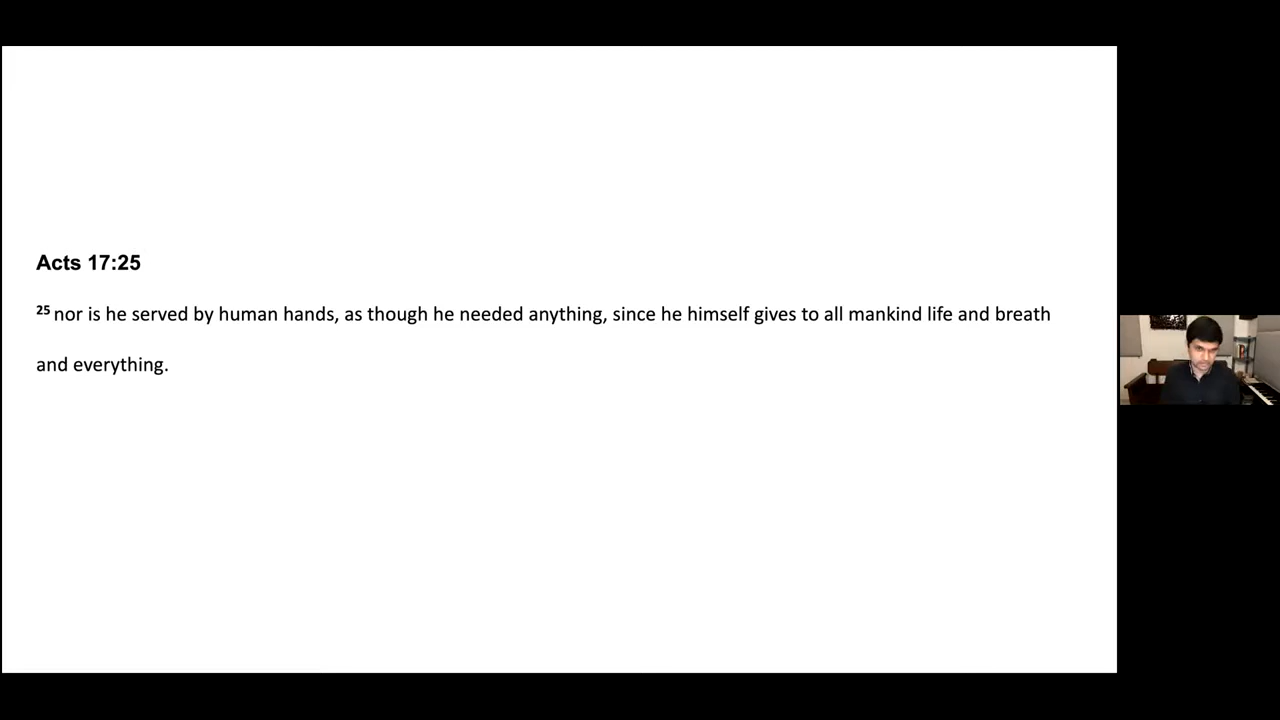 Acts 17:25
25 nor is he served by human hands, as though he needed anything, since he himself gives to all mankind life and breath
and everything.